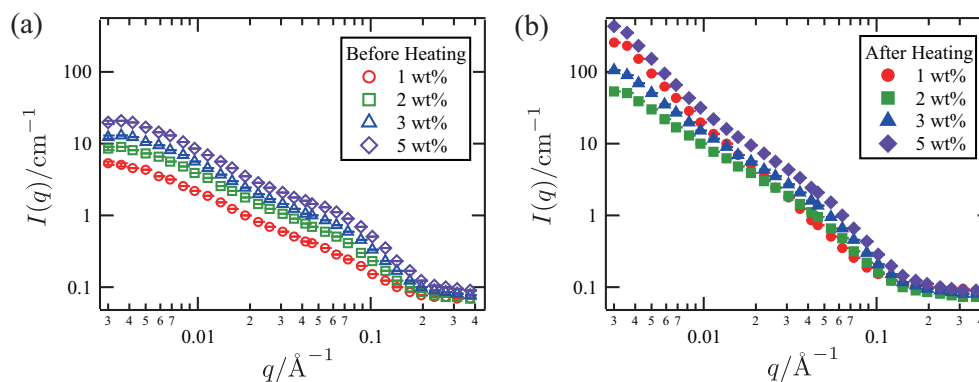 (a)
Before Heating
1 wt%
2 wt%
3 wt%
5 wt%
100
10
1
0.1
I(q)/cm⁻¹
3 4 5 6 7 2 3 4 5 6 7 2 3 4
0.01 0.1
q/Å⁻¹
(b)
After Heating
1 wt%
2 wt%
3 wt%
5 wt%
100
10
1
0.1
I(q)/cm⁻¹
3 4 5 6 7 2 3 4 5 6 7 2 3 4
0.01 0.1
q/Å⁻¹